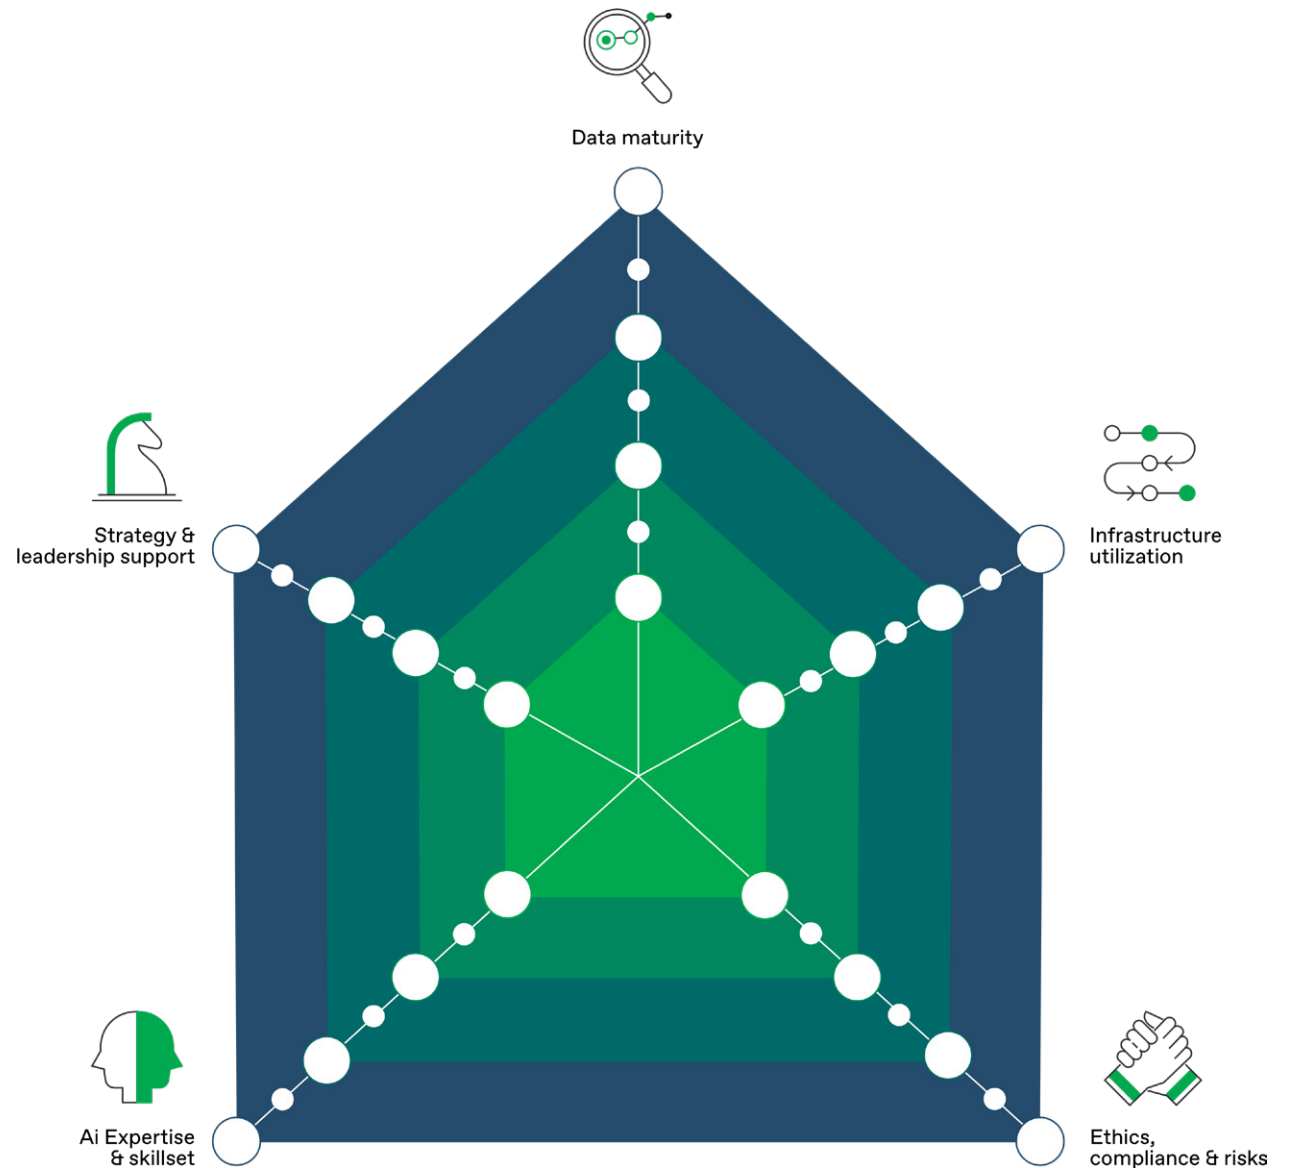 Data maturity
Strategy &
leadership support
Infrastructure
utilization
Ai Expertise
& skillset
Ethics,
compliance & risks